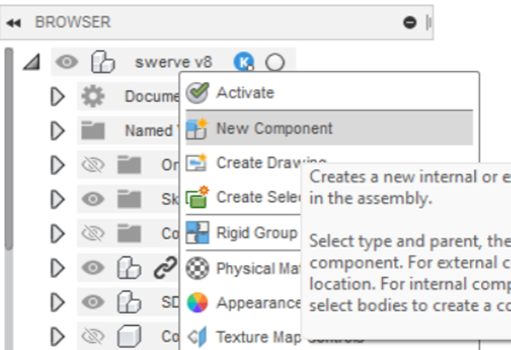 BROWSER
swerve v8
K
Docume
Activate
Named
New Component
Or
Create Drawing
Creates a new internal or e
in the assembly.
Sk
Create Selec
Co
Rigid Group
Select type and parent, the
component. For external c
Physical Mat
location. For internal comp
SD
Appearance
select bodies to create a co
Co
Texture Map Controls